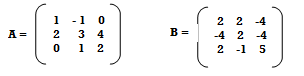 A = ( 1 - 1 0
2 3 4
0 1 2 )
B = ( 2 2 -4
-4 2 -4
2 -1 5 )